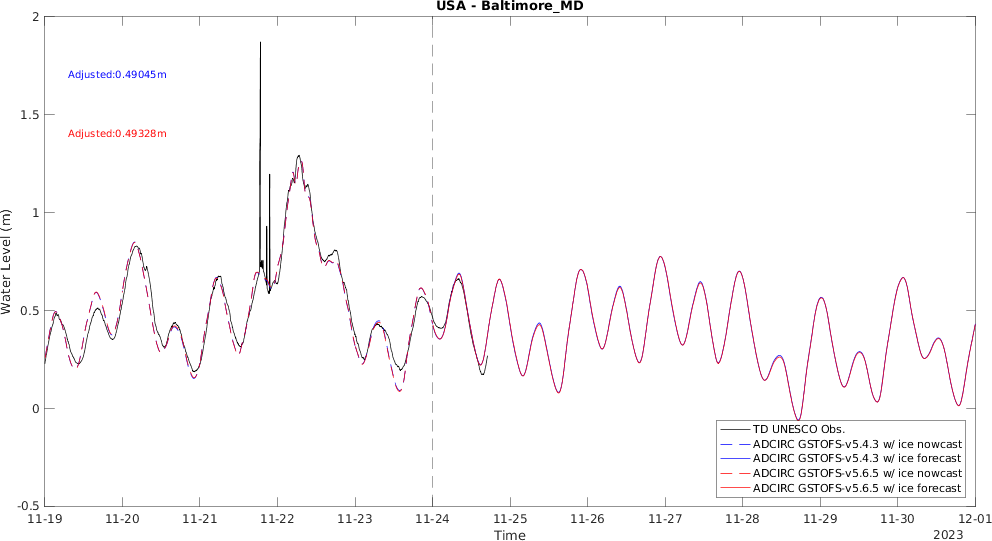 USA - Baltimore_MD
2
1.5
1
0.5
0
-0.5
Water Level (m)
Adjusted:0.49045m
Adjusted:0.49328m
TD UNESCO Obs.
ADCIRC GSTOFS-v5.4.3 w/ ice nowcast
ADCIRC GSTOFS-v5.4.3 w/ ice forecast
ADCIRC GSTOFS-v5.6.5 w/ ice nowcast
ADCIRC GSTOFS-v5.6.5 w/ ice forecast
11-19 11-20 11-21 11-22 11-23 11-24 11-25 11-26 11-27 11-28 11-29 11-30 12-01
Time
2023